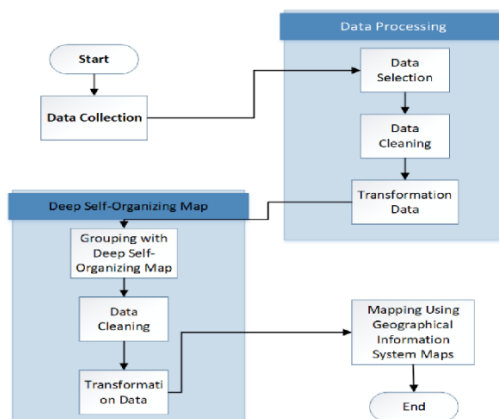 Data Processing
Start
Data
Selection
Data Collection
Data
Cleaning
Transformation
Data
Deep Self-Organizing Map
Grouping with
Deep Self-
Organizing Map
Data
Cleaning
Transformati
on Data
Mapping Using
Geographical
Information
System Maps
End